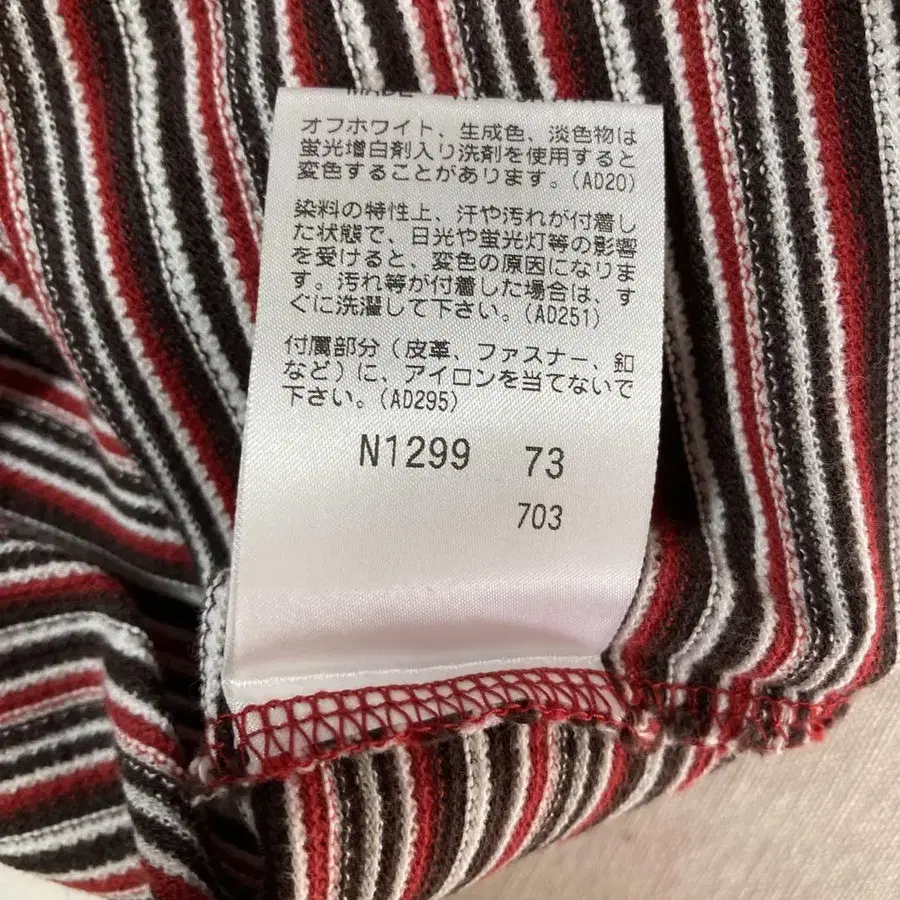 オフホワイト、生成色、淡色物は
蛍光増白剤入り洗剤を使用すると
変色することがあります。(AD20)
染料の特性上、汗や汚れが付着し
た状態で、日光や蛍光灯等の影響
を受けると、変色の原因になりま
す。汚れ等が付着した場合は、す
ぐに洗濯して下さい。(AD251)
付属部分（皮革、ファスナー、釦
など）に、アイロンを当てないで
下さい。(AD295)
N1299 73
703